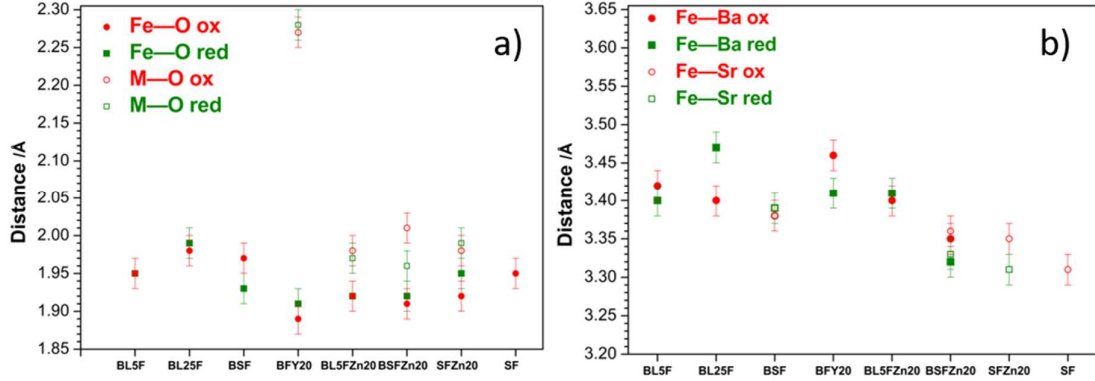 2.30
2.25
2.20
2.15
2.10
2.05
2.00
1.95
1.90
1.85
Distance /Å
Fe—O ox
Fe—O red
M—O ox
M—O red
a)
BL5F BL25F BSF BFY20 BL5FZn20 BSFZn20 SFZn20 SF
3.65
3.60
3.55
3.50
3.45
3.40
3.35
3.30
3.25
3.20
Distance /Å
Fe—Ba ox
Fe—Ba red
Fe—Sr ox
Fe—Sr red
b)
BL5F BL25F BSF BFY20 BL5FZn20 BSFZn20 SFZn20 SF